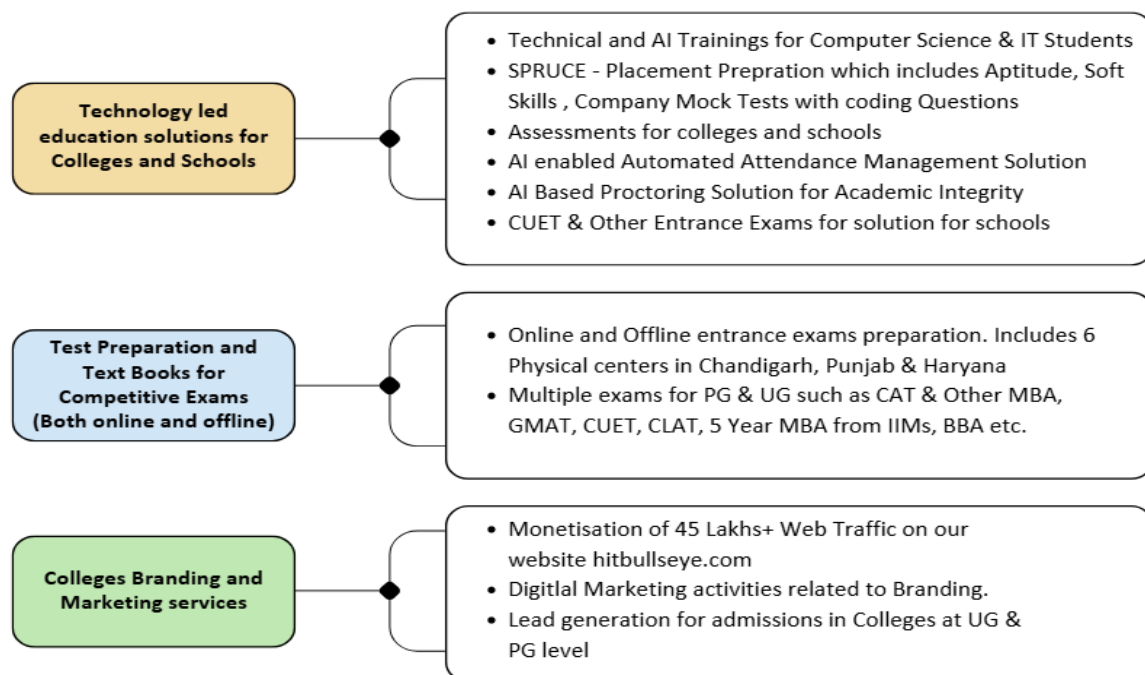 Technology led
education solutions for
Colleges and Schools
• Technical and AI Trainings for Computer Science & IT Students
• SPRUCE - Placement Prepration which includes Aptitude, Soft
Skills , Company Mock Tests with coding Questions
• Assessments for colleges and schools
• AI enabled Automated Attendance Management Solution
• AI Based Proctoring Solution for Academic Integrity
• CUET & Other Entrance Exams for solution for schools
Test Preparation and
Text Books for
Competitive Exams
(Both online and offline)
• Online and Offline entrance exams preparation. Includes 6
Physical centers in Chandigarh, Punjab & Haryana
• Multiple exams for PG & UG such as CAT & Other MBA,
GMAT, CUET, CLAT, 5 Year MBA from IIMs, BBA etc.
Colleges Branding and
Marketing services
• Monetisation of 45 Lakhs+ Web Traffic on our
website hitbullseye.com
• Digitlal Marketing activities related to Branding.
• Lead generation for admissions in Colleges at UG &
PG level